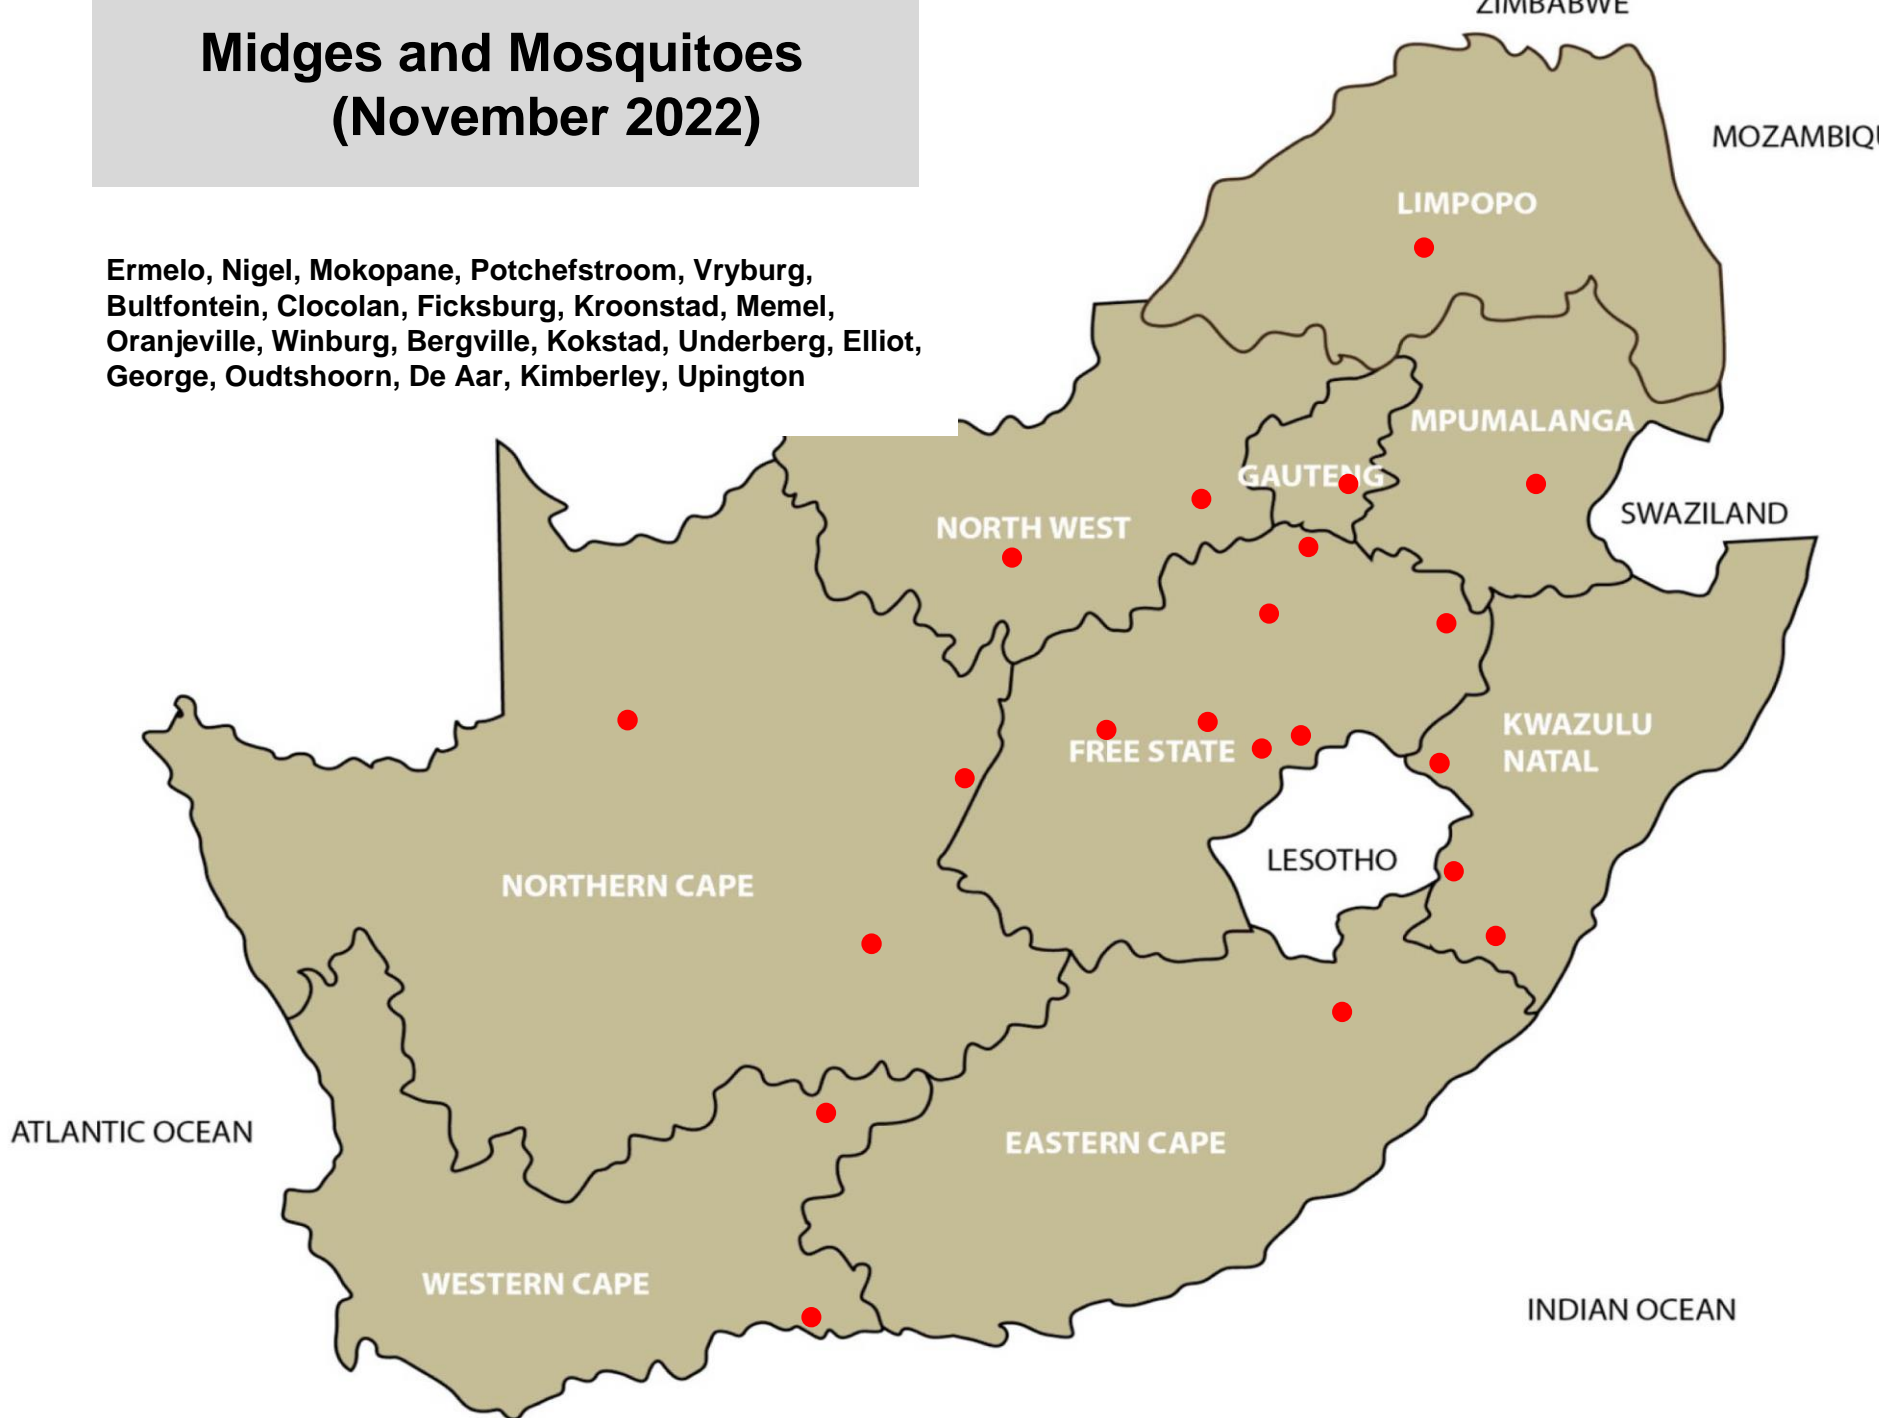 Midges and Mosquitoes
(November 2022)
Ermelo, Nigel, Mokopane, Potchefstroom, Vryburg,
Bultfontein, Clocolan, Ficksburg, Kroonstad, Memel,
Oranjeville, Winburg, Bergville, Kokstad, Underberg, Elliot,
George, Oudtshoorn, De Aar, Kimberley, Upington
ZIMBABWE
MOZAMBIQU
LIMPOPO
MPUMALANGA
GAUTENG
SWAZILAND
NORTH WEST
KWAZULU
NATAL
FREE STATE
LESOTHO
NORTHERN CAPE
ATLANTIC OCEAN
EASTERN CAPE
WESTERN CAPE
INDIAN OCEAN